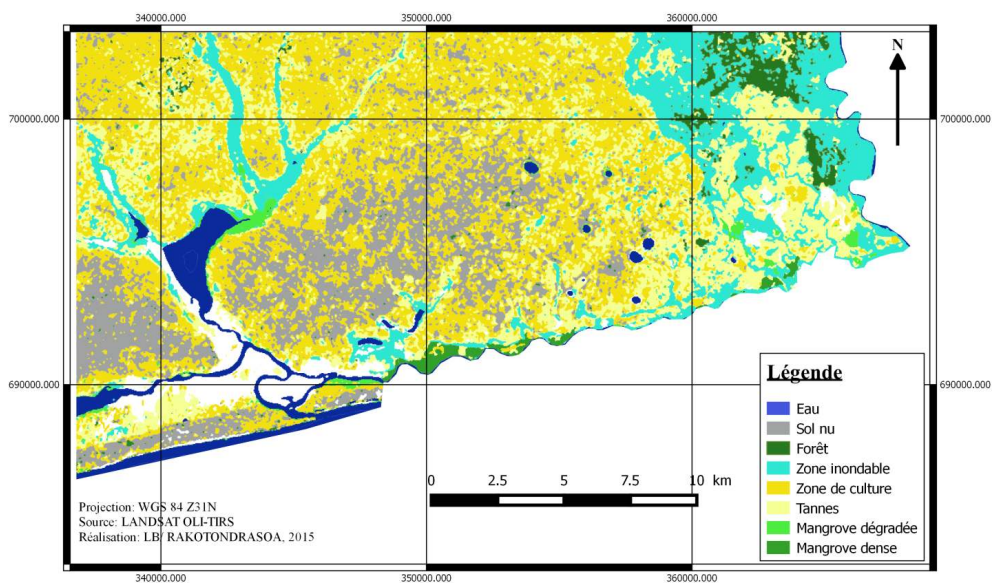 340000.000 350000.000 360000.000
N
700000.000 700000.000
690000.000 690000.000
Légende
Eau
Sol nu
Forêt
Zone inondable
Zone de culture
Tannes
Mangrove dégradée
Mangrove dense
0 2.5 5 7.5 10 km
Projection: WGS 84 Z31N
Source: LANDSAT OLI-TIRS
Réalisation: LB/ RAKOTONDRASOA, 2015
340000.000 350000.000 360000.000